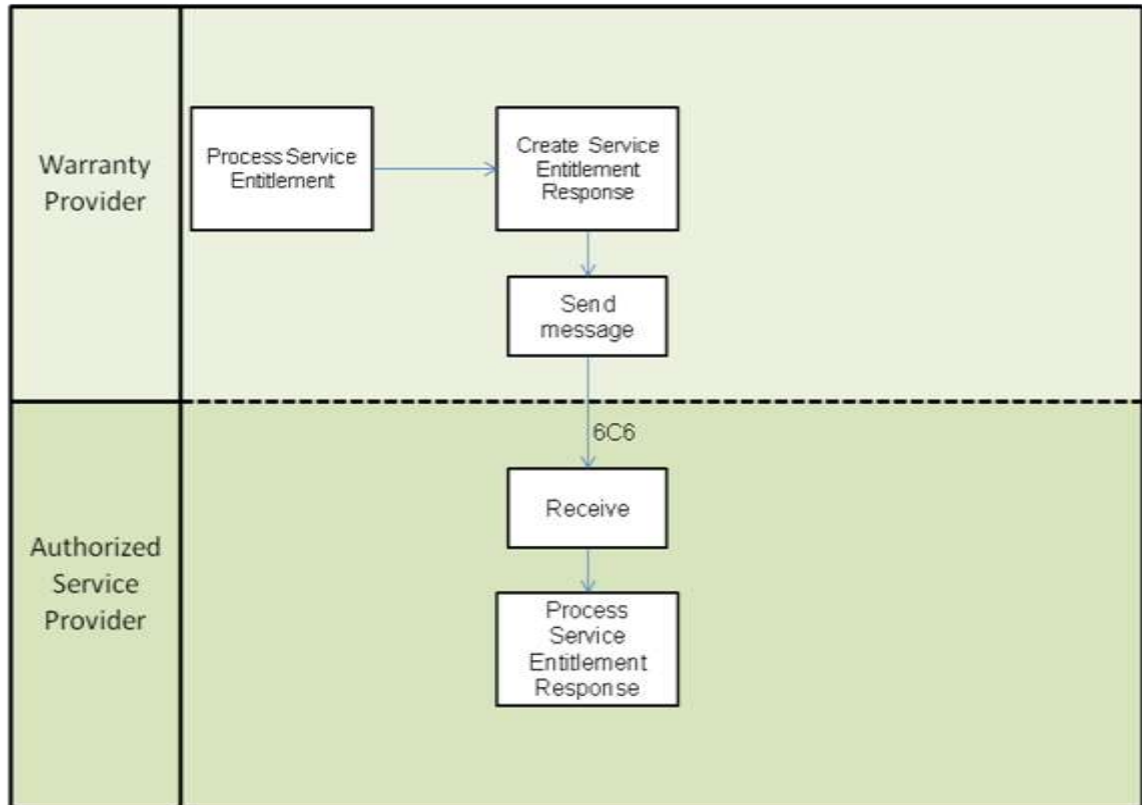 Warranty
Provider
Process Service
Entitlement
Create Service
Entitlement
Response
Send
message
6C6
Authorized
Service
Provider
Receive
Process
Service
Entitlement
Response